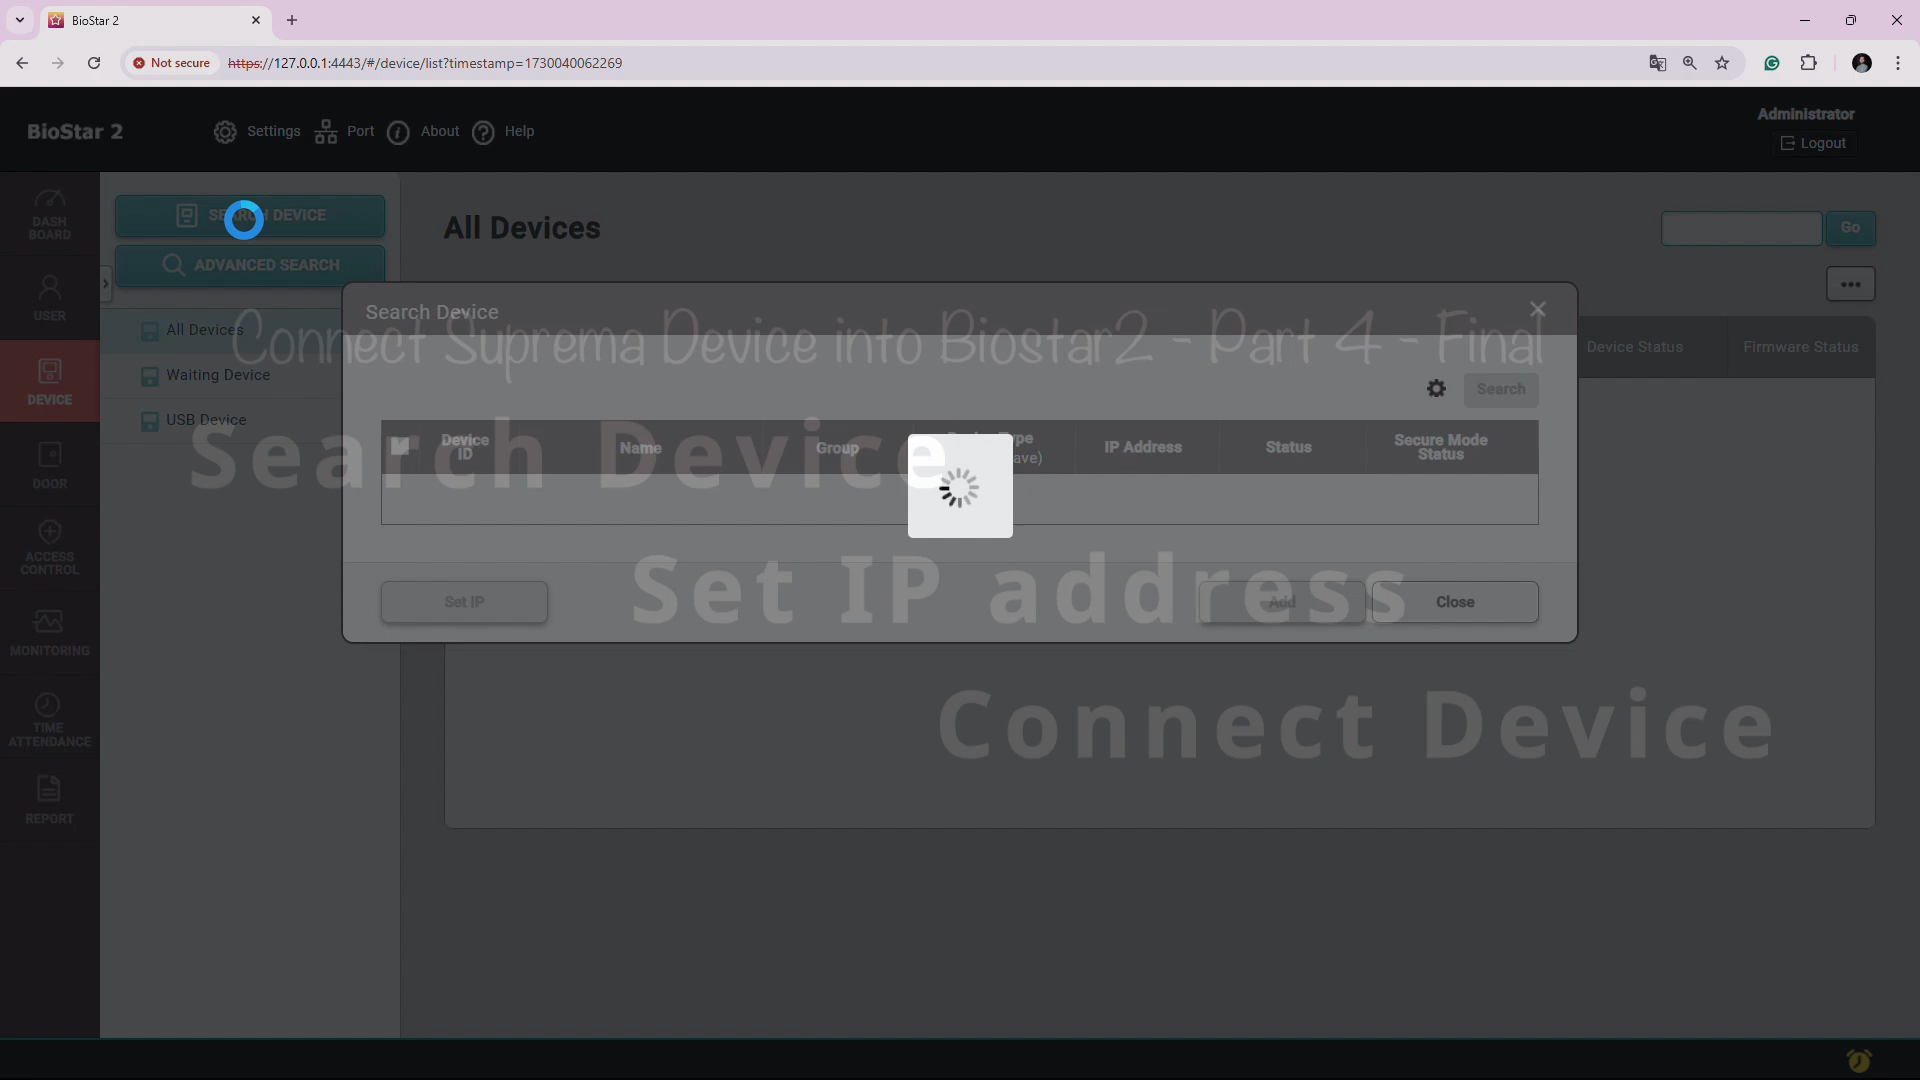 BioStar 2
Not secure
https://127.0.0.1:4443/#/device/list?timestamp=1730040062269
BioStar 2
Settings
Port
About
Help
Administrator
Logout
DASH
BOARD
USER
DEVICE
DOOR
ACCESS
CONTROL
MONITORING
TIME
ATTENDANCE
REPORT
SEARCH DEVICE
ADVANCED SEARCH
All Devices
Waiting Device
USB Device
All Devices
Go
Device Status
Firmware Status
Search Device
Connect Suprema Device into Biostar2 - Part 4 - Final
Search
Device
ID
Name
Group
IP Address
Status
Secure Mode
Status
Search Device
Set IP address
Set IP
Add
Close
Connect Device